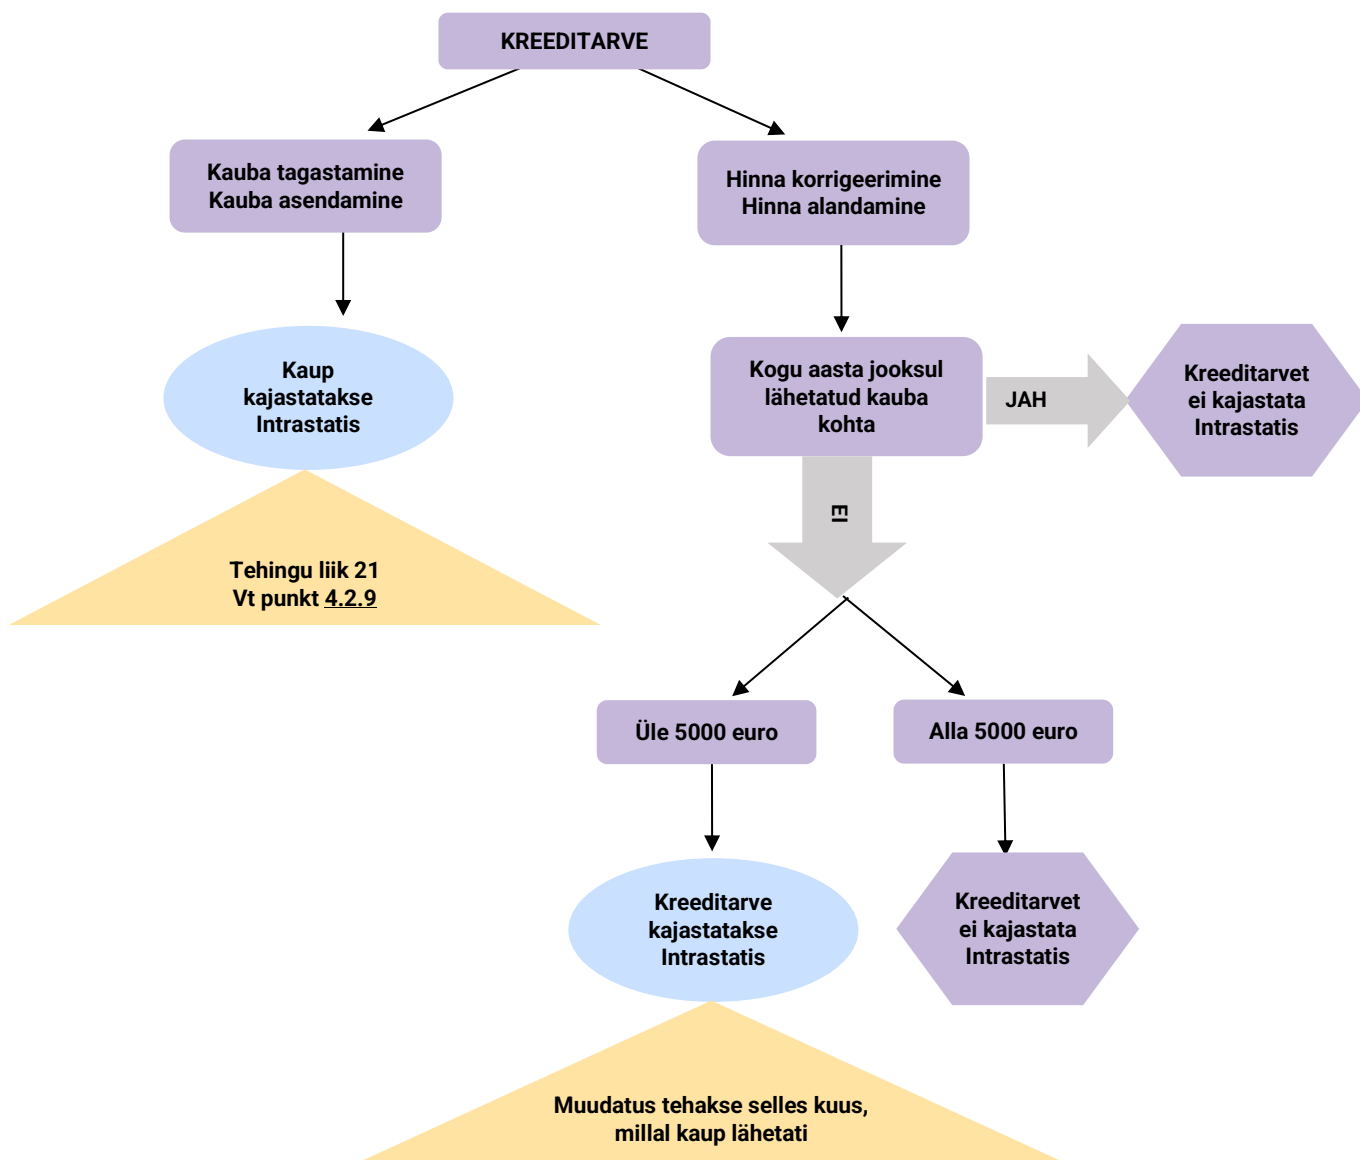 KREEDITARVE
Kauba tagastamine
Kauba asendamine
Hinna korrigeerimine
Hinna alandamine
Kaup
kajastatakse
Intrastatis
Kogu aasta jooksul
lähetatud kauba
kohta
JAH
Kreeditarvet
ei kajastata
Intrastatis
EI
Tehingu liik 21
Vt punkt 4.2.9
Üle 5000 euro
Alla 5000 euro
Kreeditarve
kajastatakse
Intrastatis
Kreeditarvet
ei kajastata
Intrastatis
Muudatus tehakse selles kuus,
millal kaup lähetati